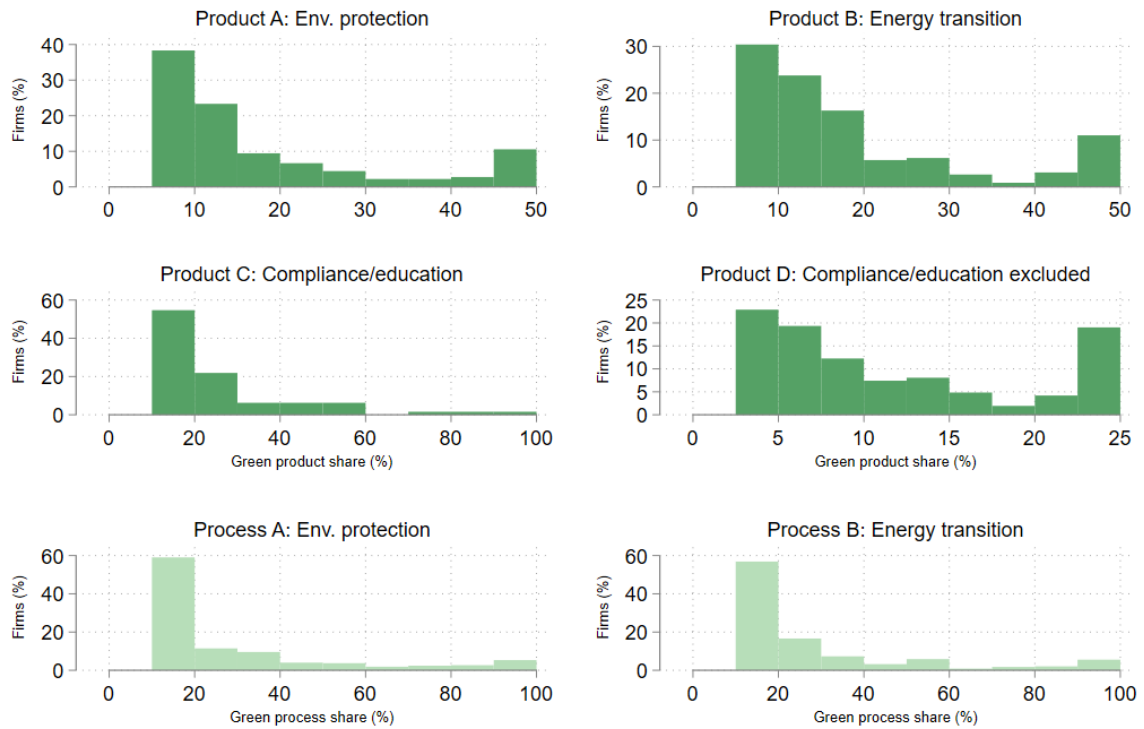 Product A: Env. protection
Firms (%)
40
30
20
10
0
0 10 20 30 40 50
Product B: Energy transition
Firms (%)
30
20
10
0
0 10 20 30 40 50
Product C: Compliance/education
Firms (%)
60
40
20
0
0 20 40 60 80 100
Green product share (%)
Product D: Compliance/education excluded
Firms (%)
25
20
15
10
5
0
0 5 10 15 20 25
Green product share (%)
Process A: Env. protection
Firms (%)
60
40
20
0
0 20 40 60 80 100
Green process share (%)
Process B: Energy transition
Firms (%)
60
40
20
0
0 20 40 60 80 100
Green process share (%)